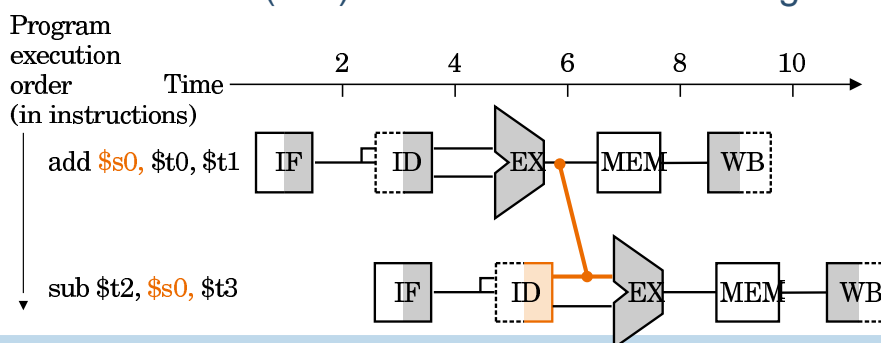 Program
execution
order
(in instructions)
Time
2 4 6 8 10
add $s0, $t0, $t1
IF ID EX MEM WB
sub $t2, $s0, $t3
IF ID EX MEM WB